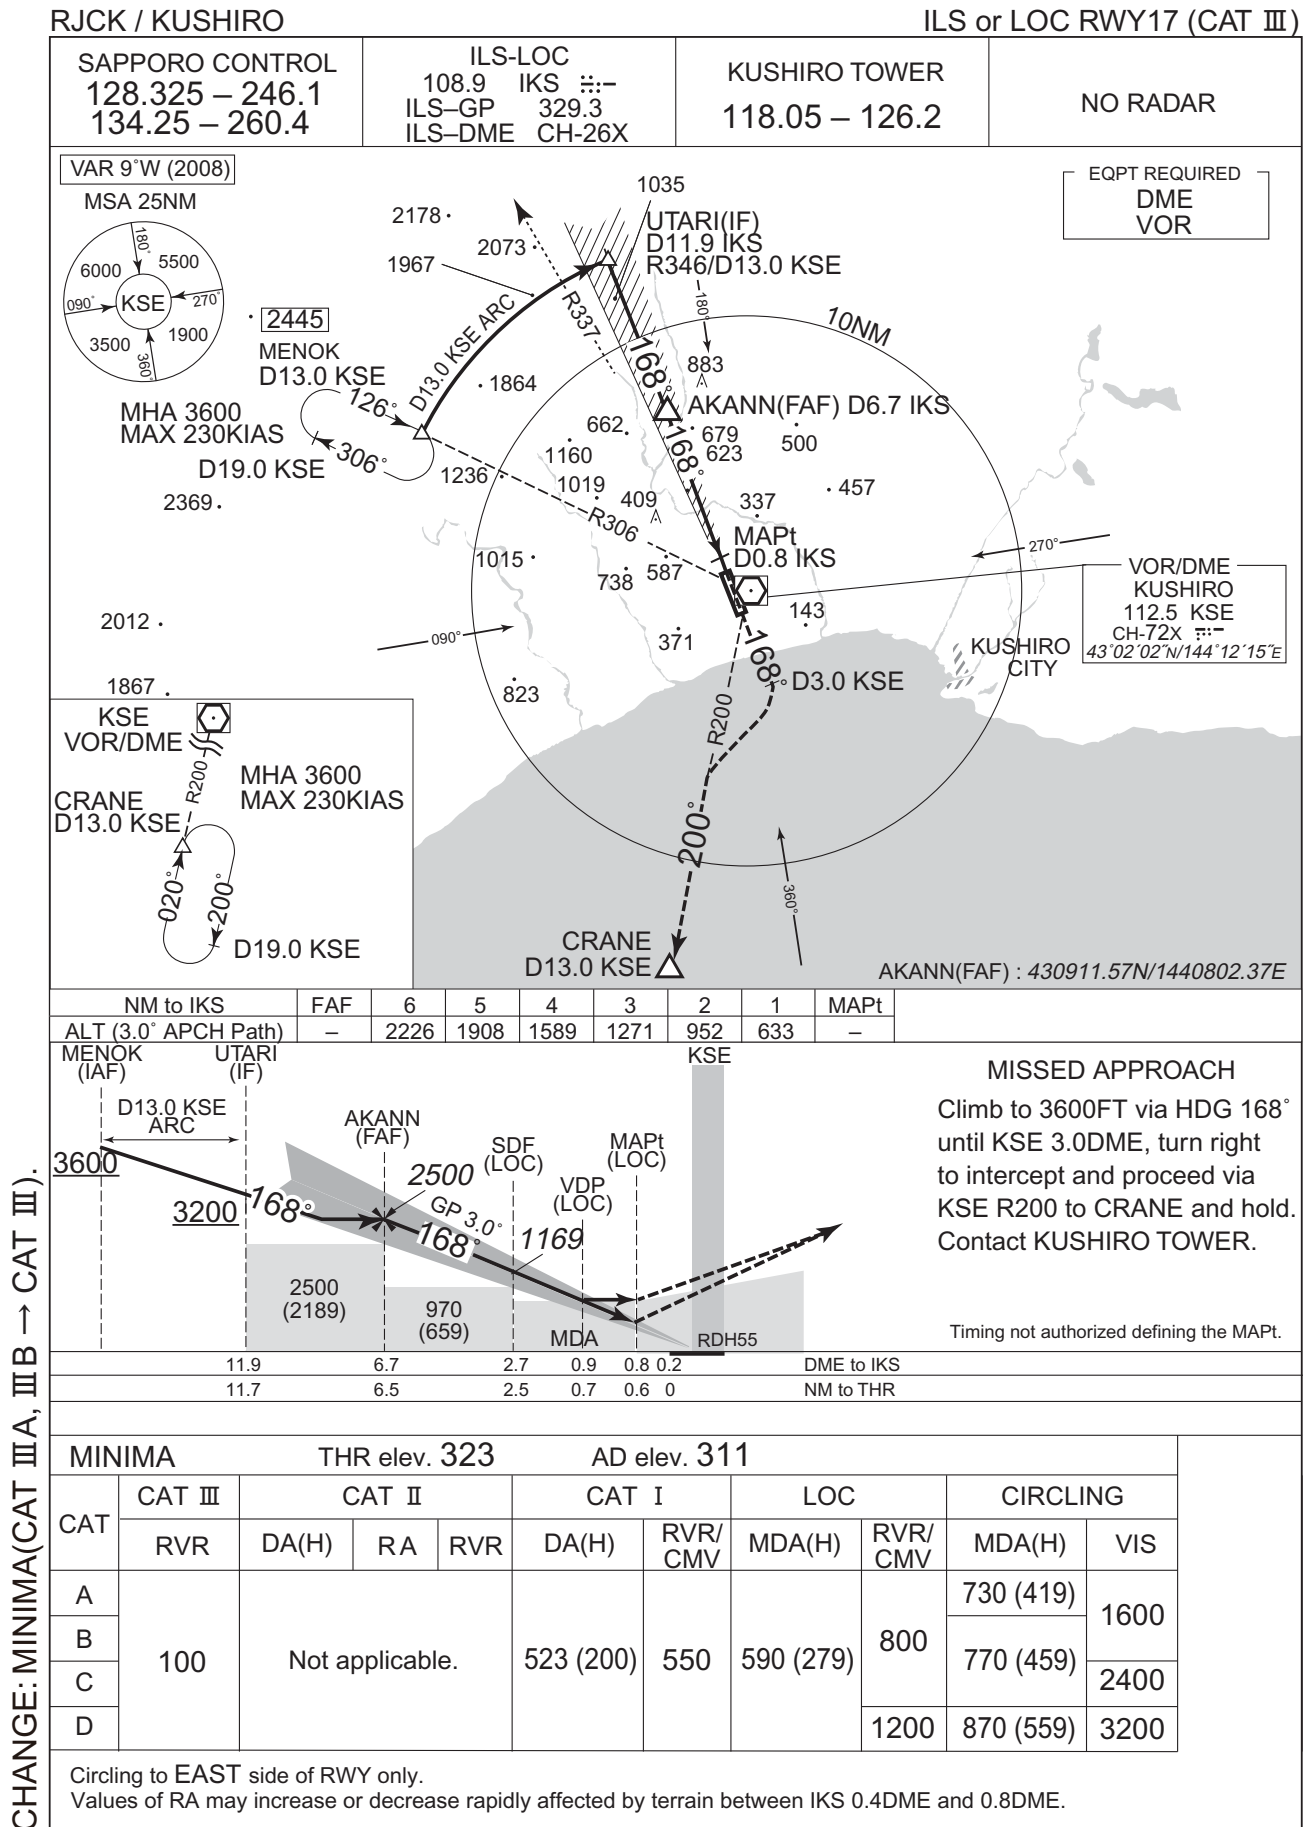 RJCK / KUSHIRO
ILS or LOC RWY17 (CAT Ⅲ)
SAPPORO CONTROL
128.325 – 246.1
134.25 – 260.4
ILS-LOC
108.9 IKS
ILS–GP 329.3
ILS–DME CH-26X
KUSHIRO TOWER
118.05 – 126.2
NO RADAR
VAR 9˚W (2008)
MSA 25NM
180˚
6000
5500
090˚
KSE
270˚
3500
1900
360˚
EQPT REQUIRED
DME
VOR
1035
2178
2073
1967
UTARI(IF)
D11.9 IKS
R346/D13.0 KSE
180˚
R337
D13.0 KSE ARC
10NM
2445
MENOK
D13.0 KSE
126˚
MHA 3600
MAX 230KIAS
306˚
D19.0 KSE
1864
168˚
883
AKANN(FAF) D6.7 IKS
662
679
623
500
168˚
1160
1236
1019
409
457
337
2369
R306
MAPt
D0.8 IKS
270˚
1015
738
587
VOR/DME
KUSHIRO
112.5 KSE
CH-72X
43˚02´02˝N/144˚12´15˝E
143
2012
090˚
371
KUSHIRO
CITY
168˚
D3.0 KSE
823
1867
R200
KSE
VOR/DME
R200
MHA 3600
MAX 230KIAS
CRANE
D13.0 KSE
020˚
200˚
D19.0 KSE
200˚
360˚
CRANE
D13.0 KSE
AKANN(FAF) : 430911.57N/1440802.37E
NM to IKS FAF 6 5 4 3 2 1 MAPt
ALT (3.0˚ APCH Path) – 2226 1908 1589 1271 952 633 –
MENOK
(IAF)
UTARI
(IF)
KSE
D13.0 KSE
ARC
AKANN
(FAF)
SDF
(LOC)
MAPt
(LOC)
VDP
(LOC)
3600
3200
168˚
2500
GP 3.0˚
168˚
1169
2500
(2189)
970
(659)
MDA
RDH55
MISSED APPROACH
Climb to 3600FT via HDG 168˚
until KSE 3.0DME, turn right
to intercept and proceed via
KSE R200 to CRANE and hold.
Contact KUSHIRO TOWER.
Timing not authorized defining the MAPt.
11.9 6.7 2.7 0.9 0.8 0.2 DME to IKS
11.7 6.5 2.5 0.7 0.6 0 NM to THR
MINIMA THR elev. 323 AD elev. 311
CAT CAT Ⅲ CAT Ⅱ CAT Ⅰ LOC CIRCLING
RVR DA(H) RA RVR DA(H) RVR/CMV MDA(H) RVR/CMV MDA(H) VIS
A
B
C
D
100
Not applicable.
523 (200)
550
590 (279)
800
1200
730 (419)
770 (459)
870 (559)
1600
2400
3200
Circling to EAST side of RWY only.
Values of RA may increase or decrease rapidly affected by terrain between IKS 0.4DME and 0.8DME.
CHANGE: MINIMA(CAT ⅢA, ⅢB → CAT Ⅲ).